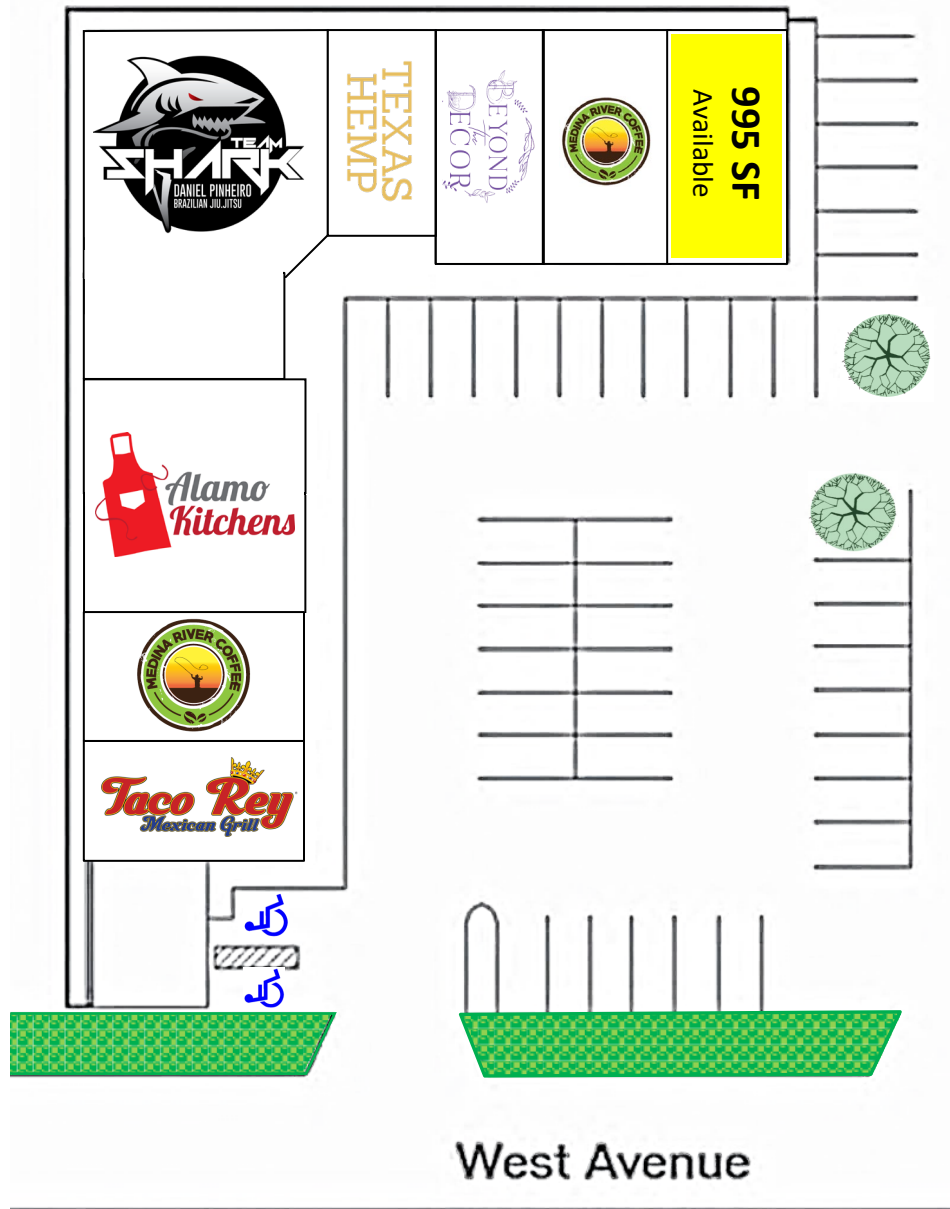 TEAM
SHARK
DANIEL PINHEIRO
BRAZILIAN JIU.JITSU
TEXAS
HEMP
BEYOND
the
DECOR
MEDINA RIVER COFFEE
995 SF
Available
Alamo
Kitchens
MEDINA RIVER COFFEE
Taco Rey
Mexican Grill
West Avenue